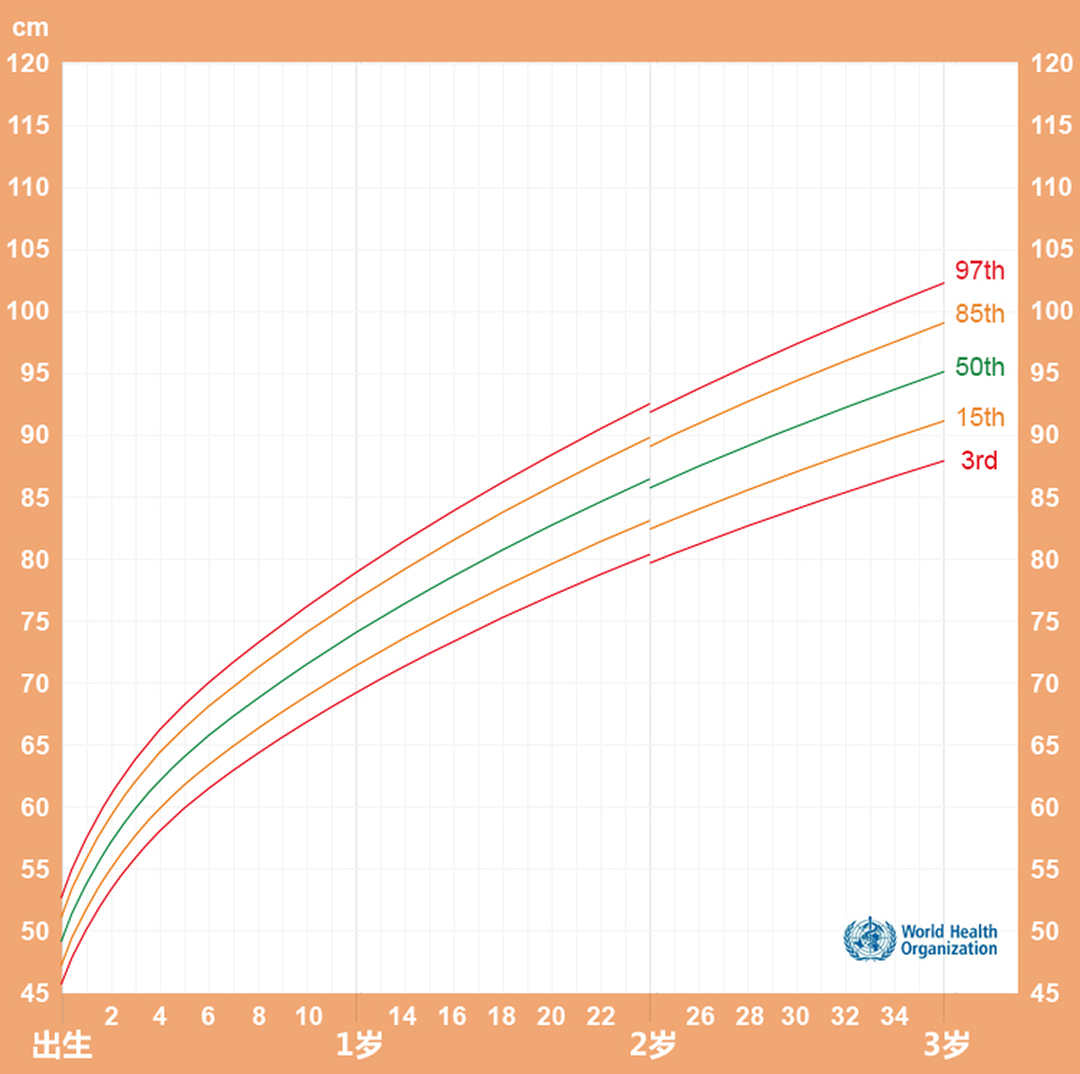 cm
120 120
115 115
110 110
105 105
97th
100 85th 100
95 50th 95
90 15th 90
3rd
85 85
80 80
75 75
70 70
65 65
60 60
55 55
50 World Health 50
Organization
45 45
2 4 6 8 10 14 16 18 20 22 26 28 30 32 34
出生 1岁 2岁 3岁